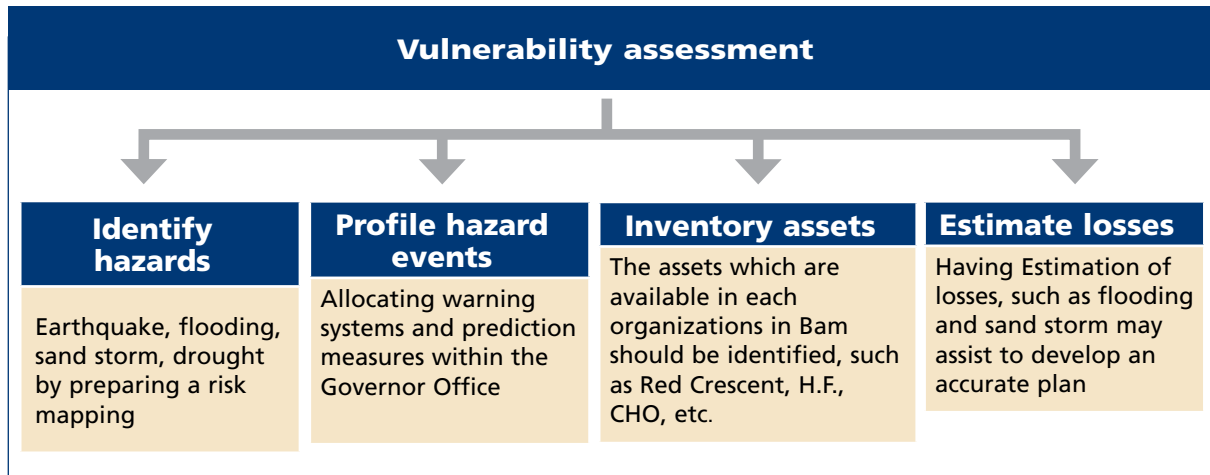 Vulnerability assessment
Identify
hazards
Earthquake, flooding,
sand storm, drought
by preparing a risk
mapping
Profile hazard
events
Allocating warning
systems and prediction
measures within the
Governor Office
Inventory assets
The assets which are
available in each
organizations in Bam
should be identified, such
as Red Crescent, H.F.,
CHO, etc.
Estimate losses
Having Estimation of
losses, such as flooding
and sand storm may
assist to develop an
accurate plan